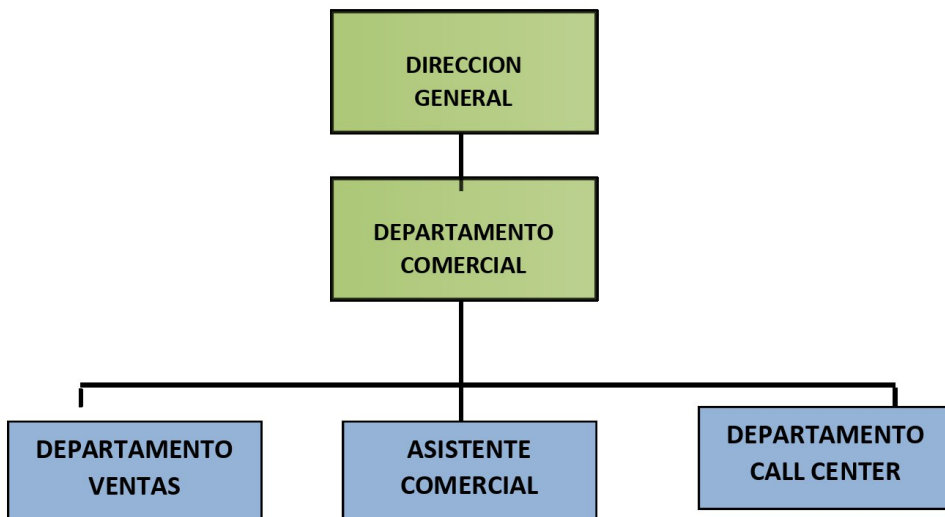 DIRECCION
GENERAL
DEPARTAMENTO
COMERCIAL
DEPARTAMENTO
VENTAS
ASISTENTE
COMERCIAL
DEPARTAMENTO
CALL CENTER